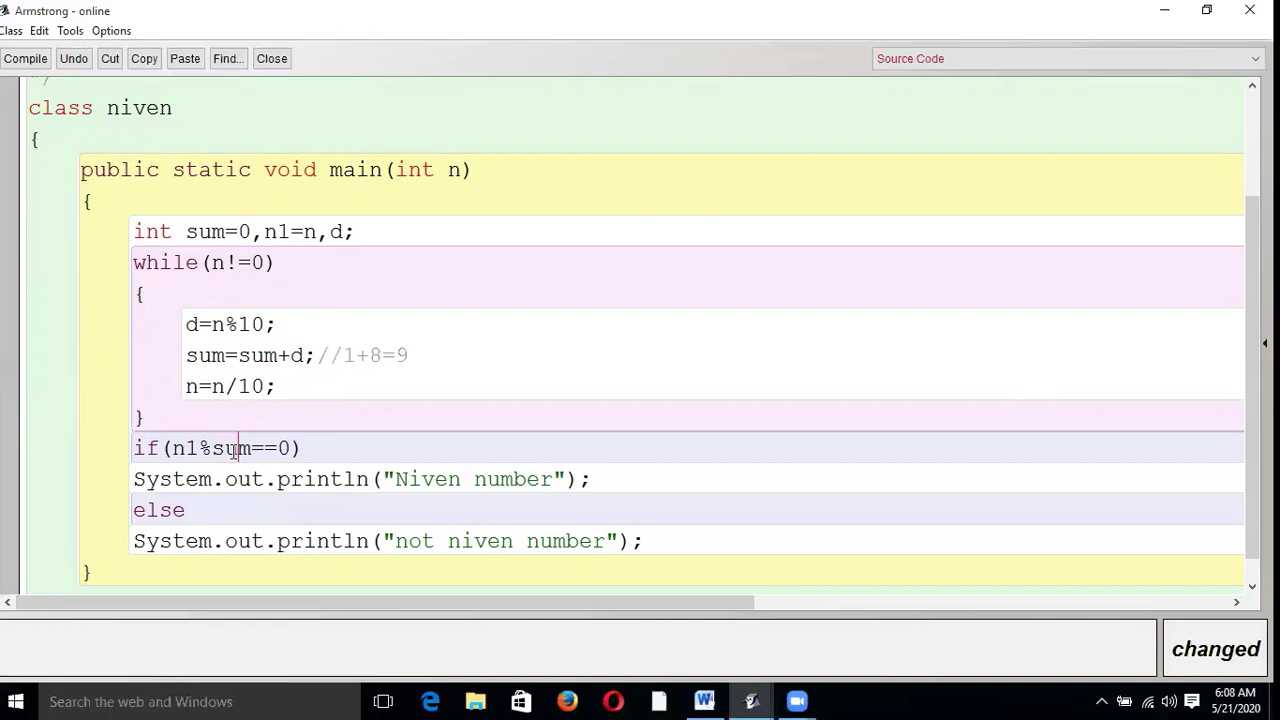 Armstrong - online
Class Edit Tools Options
Compile Undo Cut Copy Paste Find... Close Source Code
*/
class niven
{
public static void main(int n)
{
int sum=0,n1=n,d;
while(n!=0)
{
d=n%10;
sum=sum+d;//1+8=9
n=n/10;
}
if(n1%sum==0)
System.out.println("Niven number");
else
System.out.println("not niven number");
}
changed
Search the web and Windows
6:08 AM
5/21/2020